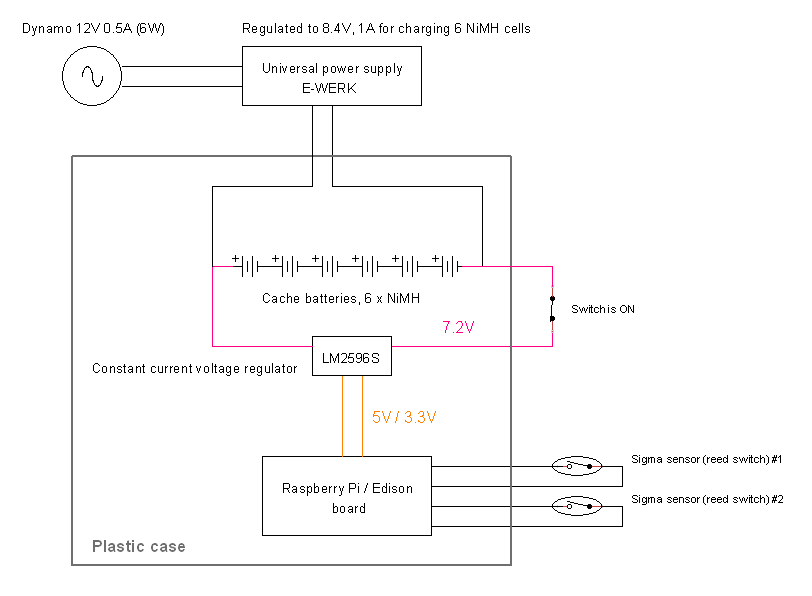 Dynamo 12V 0.5A (6W)
Regulated to 8.4V, 1A for charging 6 NiMH cells
Universal power supply
E-WERK
+ + + + + +
Cache batteries, 6 x NiMH
Switch is ON
7.2V
LM2596S
Constant current voltage regulator
5V / 3.3V
Sigma sensor (reed switch) #1
Raspberry Pi / Edison
board
Sigma sensor (reed switch) #2
Plastic case